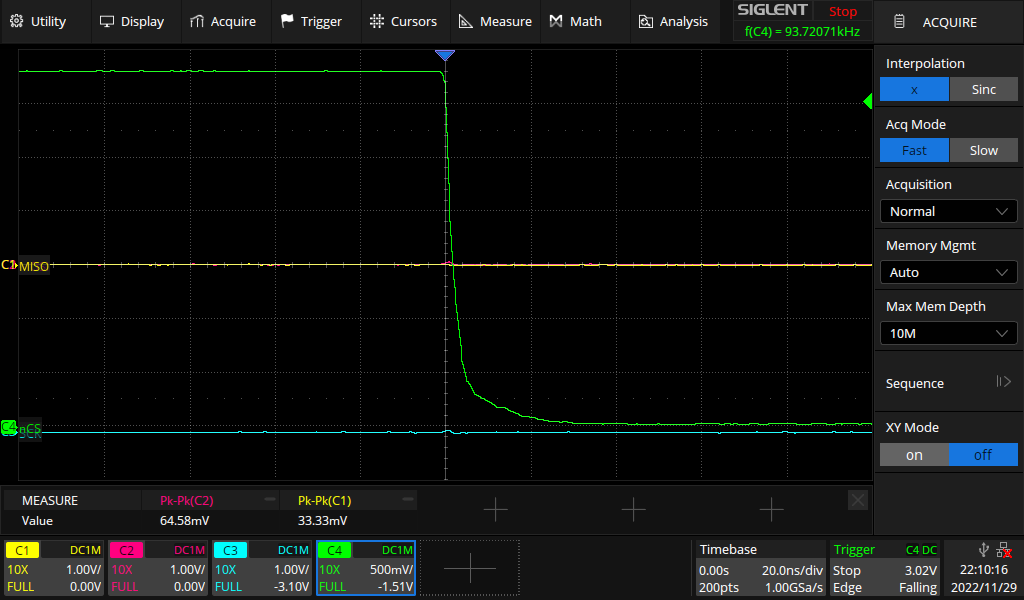 Utility Display Acquire Trigger Cursors Measure Math Analysis
SIGLENT Stop
f(C4) = 93.72071kHz
ACQUIRE
Interpolation
x Sinc
Acq Mode
Fast Slow
Acquisition
Normal
Memory Mgmt
Auto
Max Mem Depth
10M
Sequence
XY Mode
on off
C1 MISO
C4 nCS
SCK
MEASURE Pk-Pk(C2) Pk-Pk(C1)
Value 64.58mV 33.33mV
C1 DC1M
10X 1.00V/
FULL 0.00V
C2 DC1M
10X 1.00V/
FULL 0.00V
C3 DC1M
10X 1.00V/
FULL -3.10V
C4 DC1M
10X 500mV/
FULL -1.51V
Timebase
0.00s 20.0ns/div
200pts 1.00GSa/s
Trigger C4 DC
Stop 3.02V
Edge Falling
22:10:16
2022/11/29